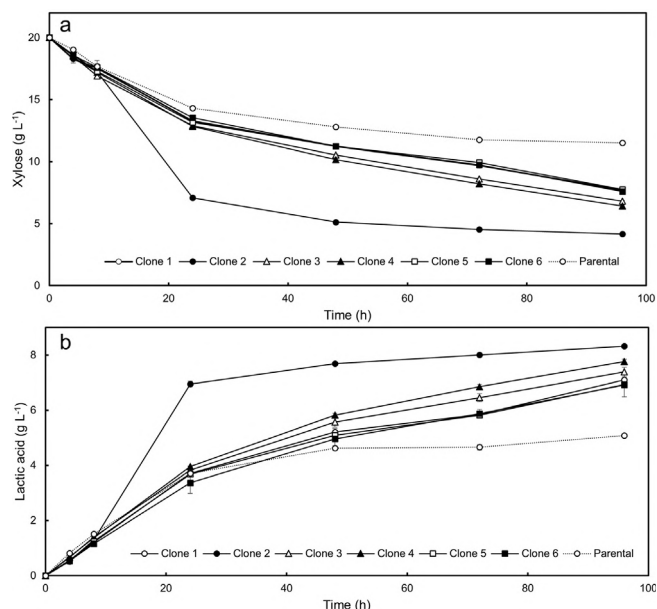 a
20
15
10
5
0
Xylose (g L-1)
Clone 1 Clone 2 Clone 3 Clone 4 Clone 5 Clone 6 Parental
0 20 40 60 80 100
Time (h)
b
8
6
4
2
0
Lactic acid (g L-1)
Clone 1 Clone 2 Clone 3 Clone 4 Clone 5 Clone 6 Parental
0 20 40 60 80 100
Time (h)